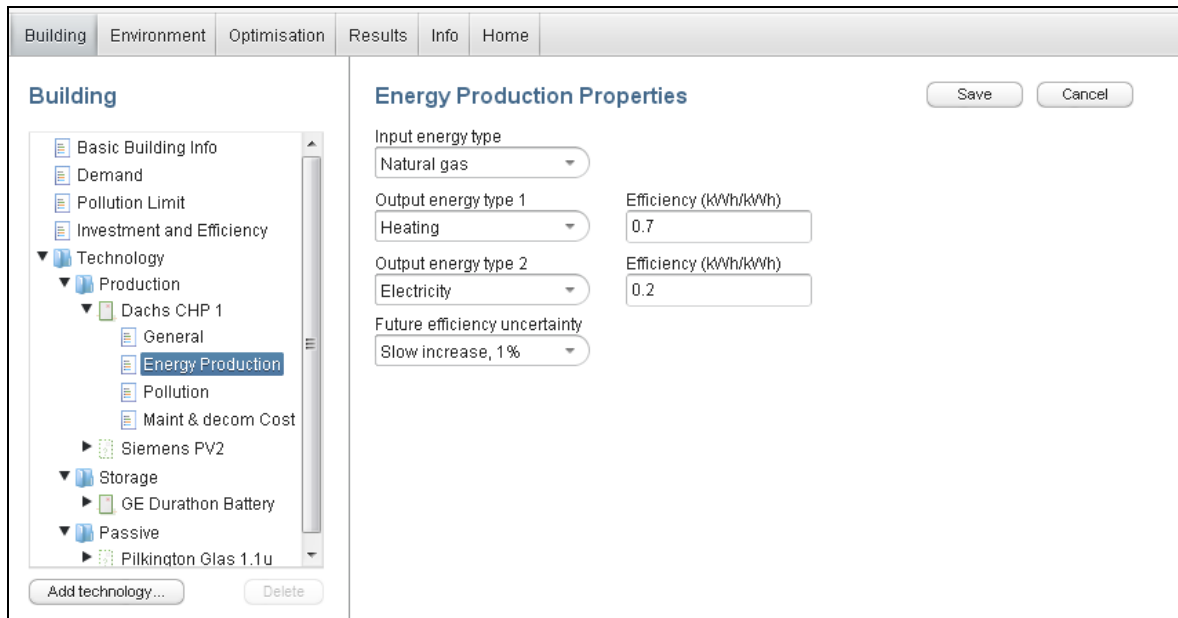 Building Environment Optimisation Results Info Home
Building
Basic Building Info
Demand
Pollution Limit
Investment and Efficiency
Technology
Production
Dachs CHP 1
General
Energy Production
Pollution
Maint & decom Cost
Siemens PV2
Storage
GE Durathon Battery
Passive
Pilkington Glas 1.1u
Add technology... Delete
Energy Production Properties Save Cancel
Input energy type
Natural gas
Output energy type 1 Efficiency (kWh/kWh)
Heating 0.7
Output energy type 2 Efficiency (kWh/kWh)
Electricity 0.2
Future efficiency uncertainty
Slow increase, 1%